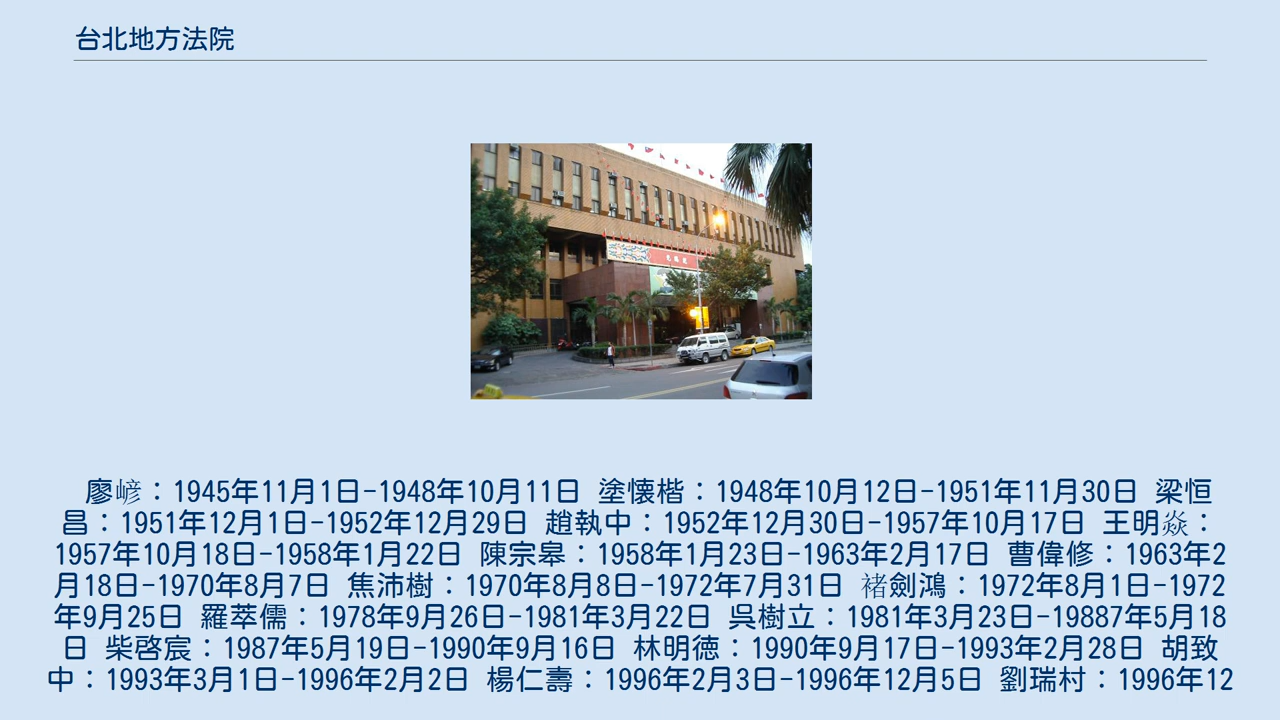 台北地方法院
廖㟢：1945年11月1日-1948年10月11日 塗懐楷：1948年10月12日-1951年11月30日 梁恒
昌：1951年12月1日-1952年12月29日 趙執中：1952年12月30日-1957年10月17日 王明焱：
1957年10月18日-1958年1月22日 陳宗皋：1958年1月23日-1963年2月17日 曹偉修：1963年2
月18日-1970年8月7日 焦沛樹：1970年8月8日-1972年7月31日 褚劍鴻：1972年8月1日-1972
年9月25日 羅萃儒：1978年9月26日-1981年3月22日 吳樹立：1981年3月23日-19887年5月18
日 柴啓宸：1987年5月19日-1990年9月16日 林明徳：1990年9月17日-1993年2月28日 胡致
中：1993年3月1日-1996年2月2日 楊仁壽：1996年2月3日-1996年12月5日 劉瑞村：1996年12